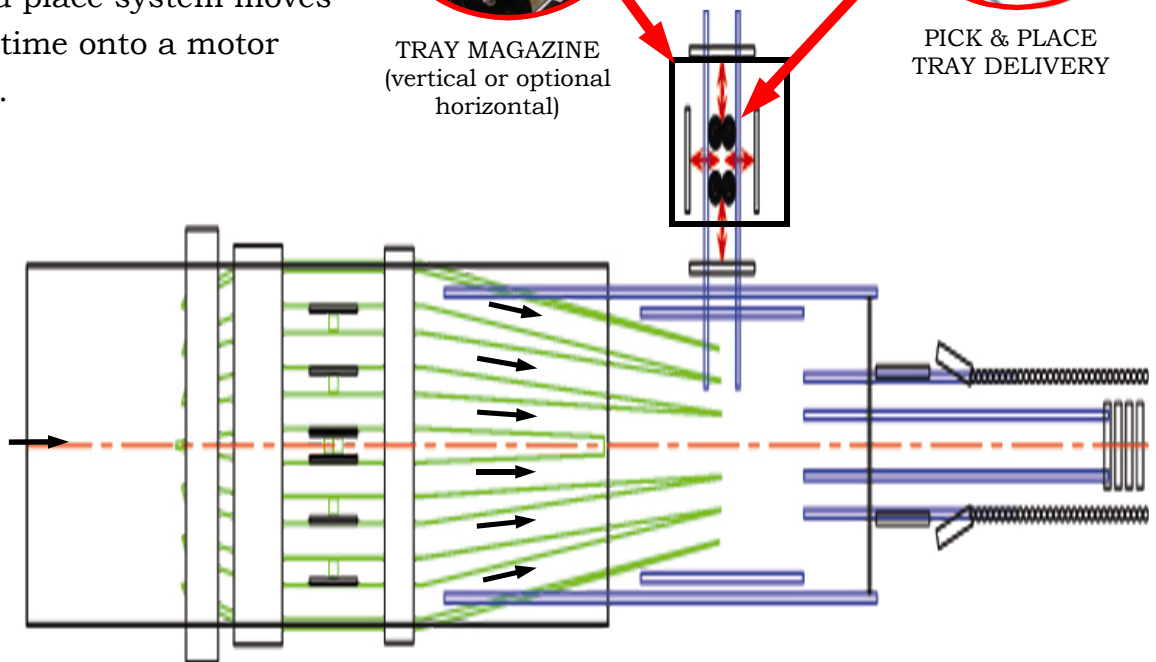 place system moves
time onto a motor
.
TRAY MAGAZINE
(vertical or optional
horizontal)
PICK & PLACE
TRAY DELIVERY